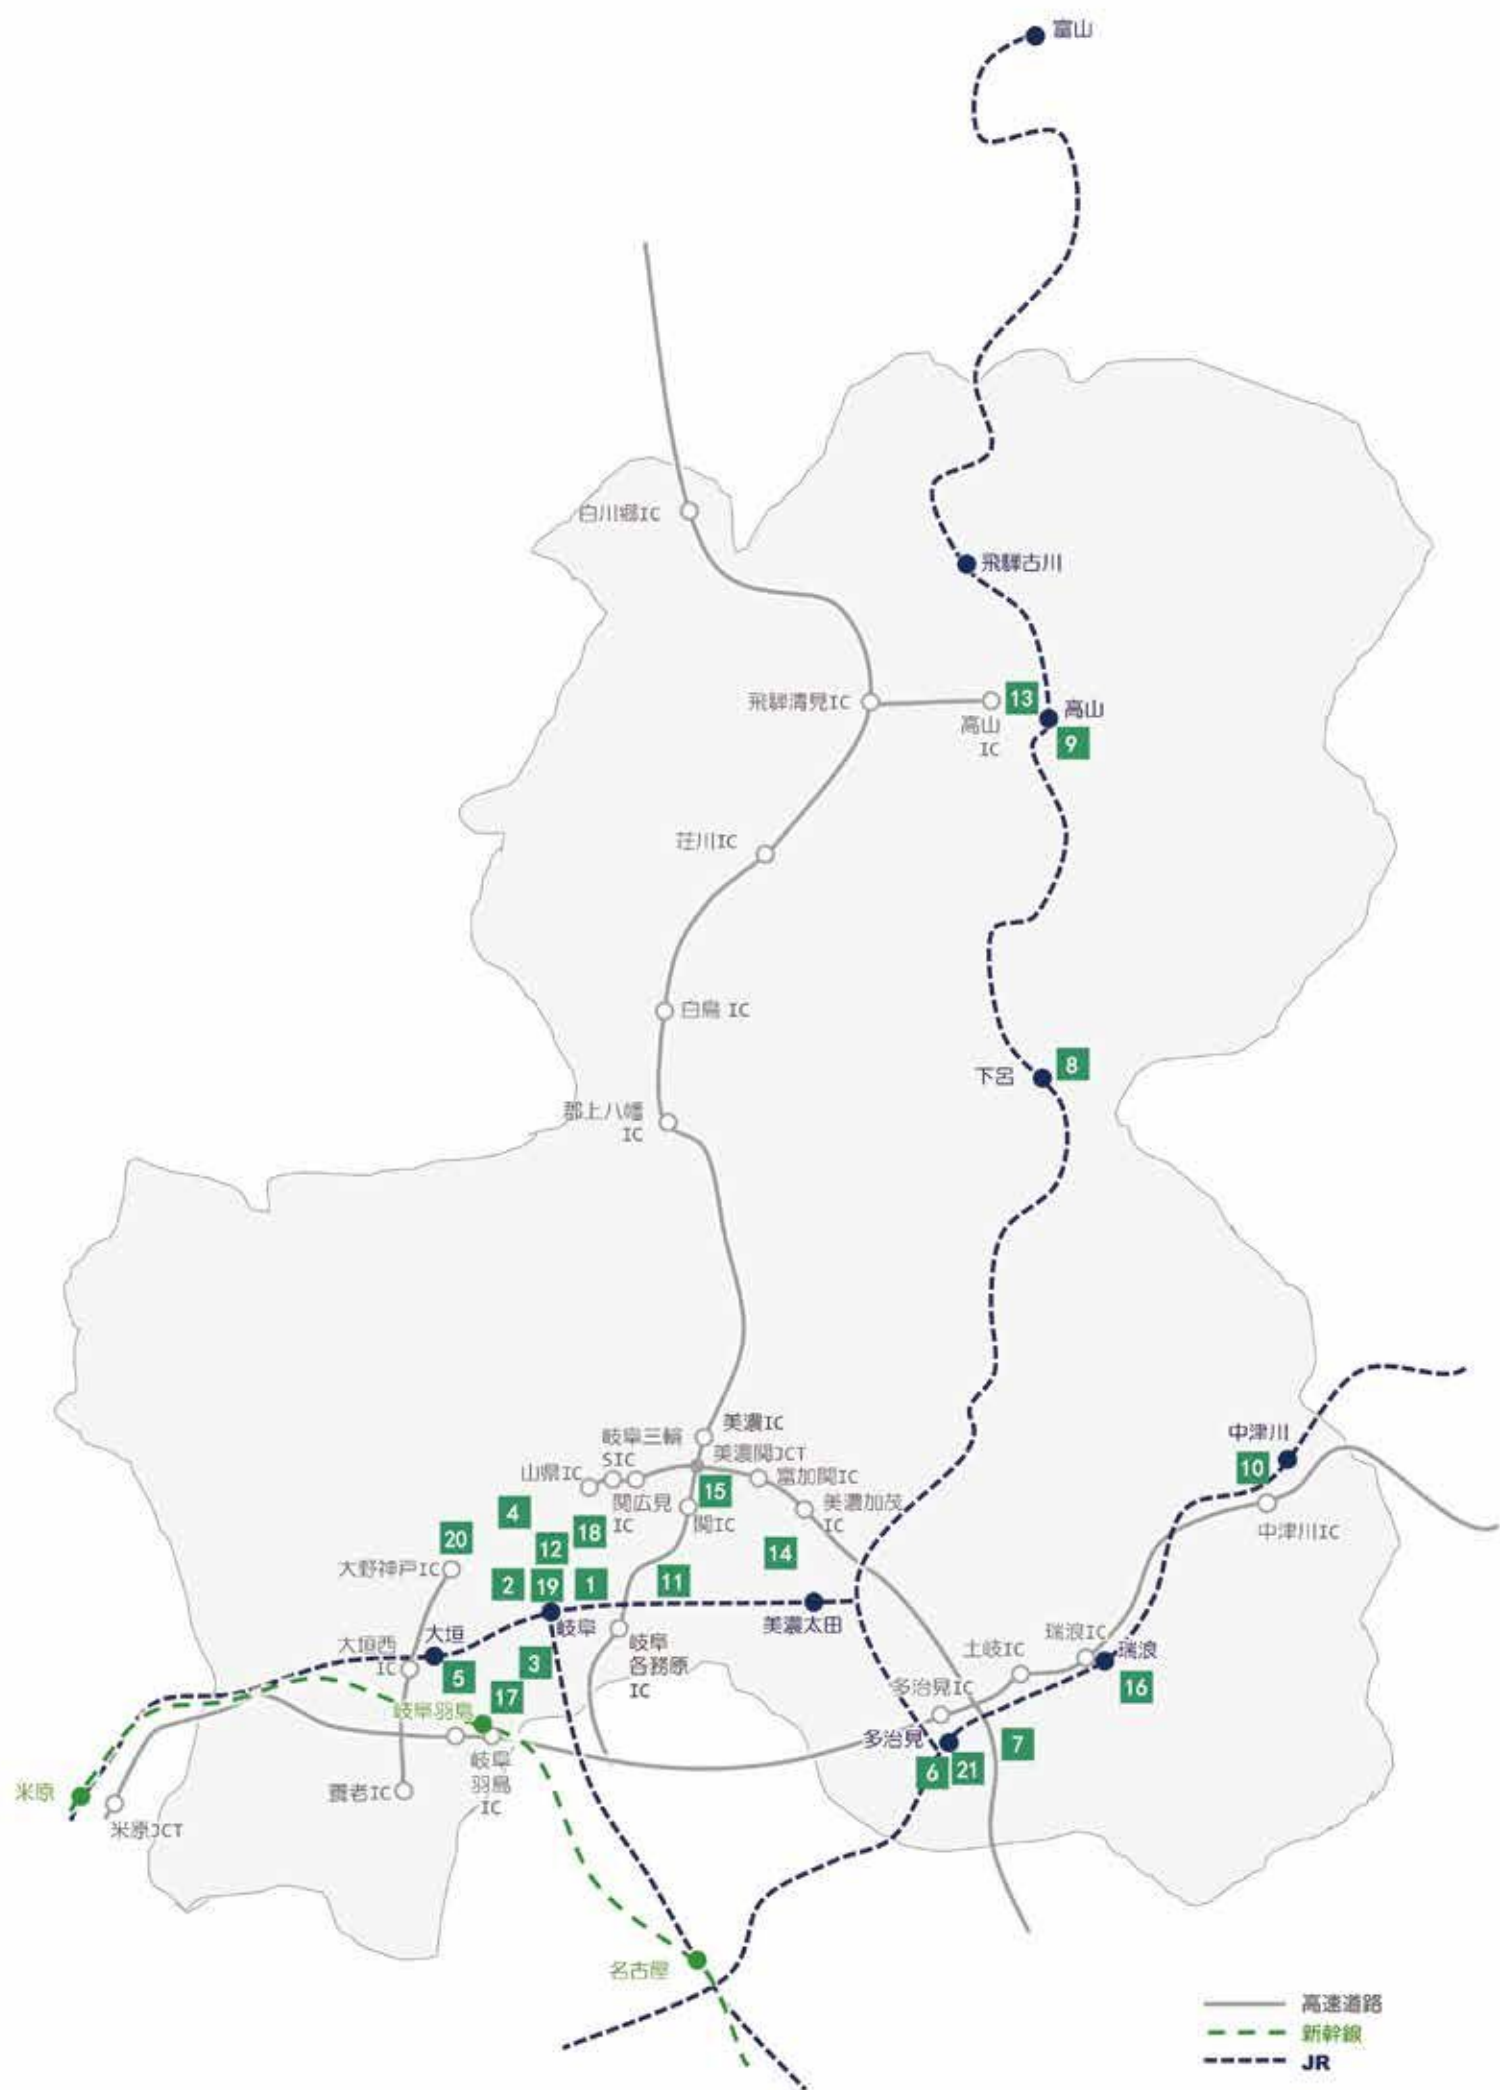 富山
白川郷IC
飛騨古川
飛騨清見IC
13
高山
高山
IC
9
荘川IC
白鳥 IC
下呂
8
郡上八幡
IC
美濃IC
岐阜三輪
SIC
美濃関JCT
山県IC
富加関IC
関広見
IC
15
関IC
美濃加茂
IC
中津川
10
中津川IC
4
20
18
12
14
大野神戸IC
2
19
1
11
岐阜
美濃太田
大垣
大垣西
IC
5
3
17
岐阜
各務原
IC
岐阜羽島
岐阜
羽島
IC
養老IC
米原
米原JCT
瑞浪IC
瑞浪
土岐IC
16
多治見IC
多治見
7
6
21
名古屋
高速道路
新幹線
JR